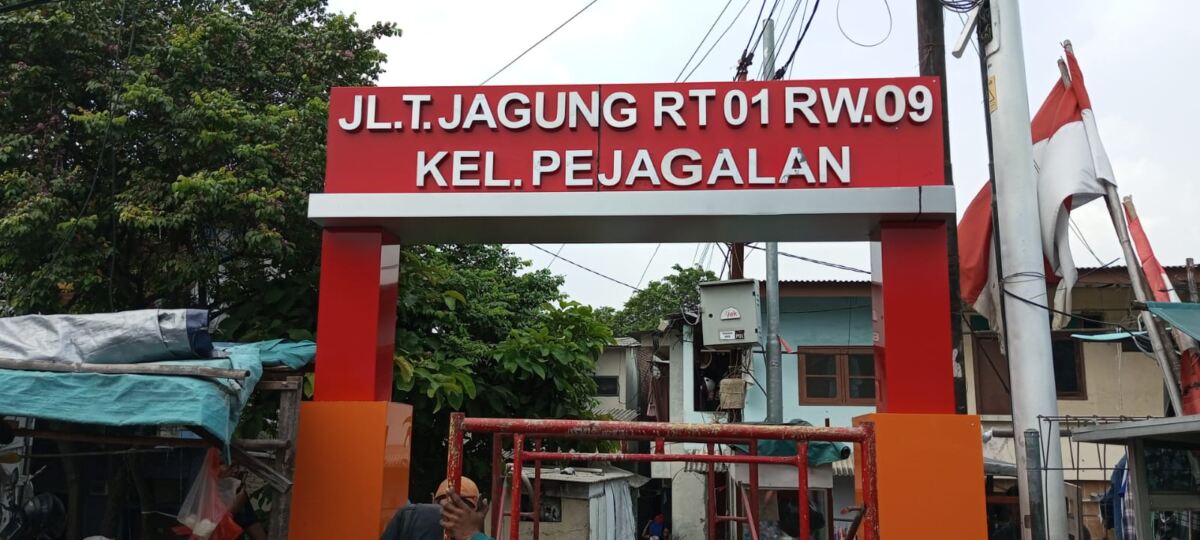 JL.T.JAGUNG RT 01 RW.09
KEL. PEJAGALAN